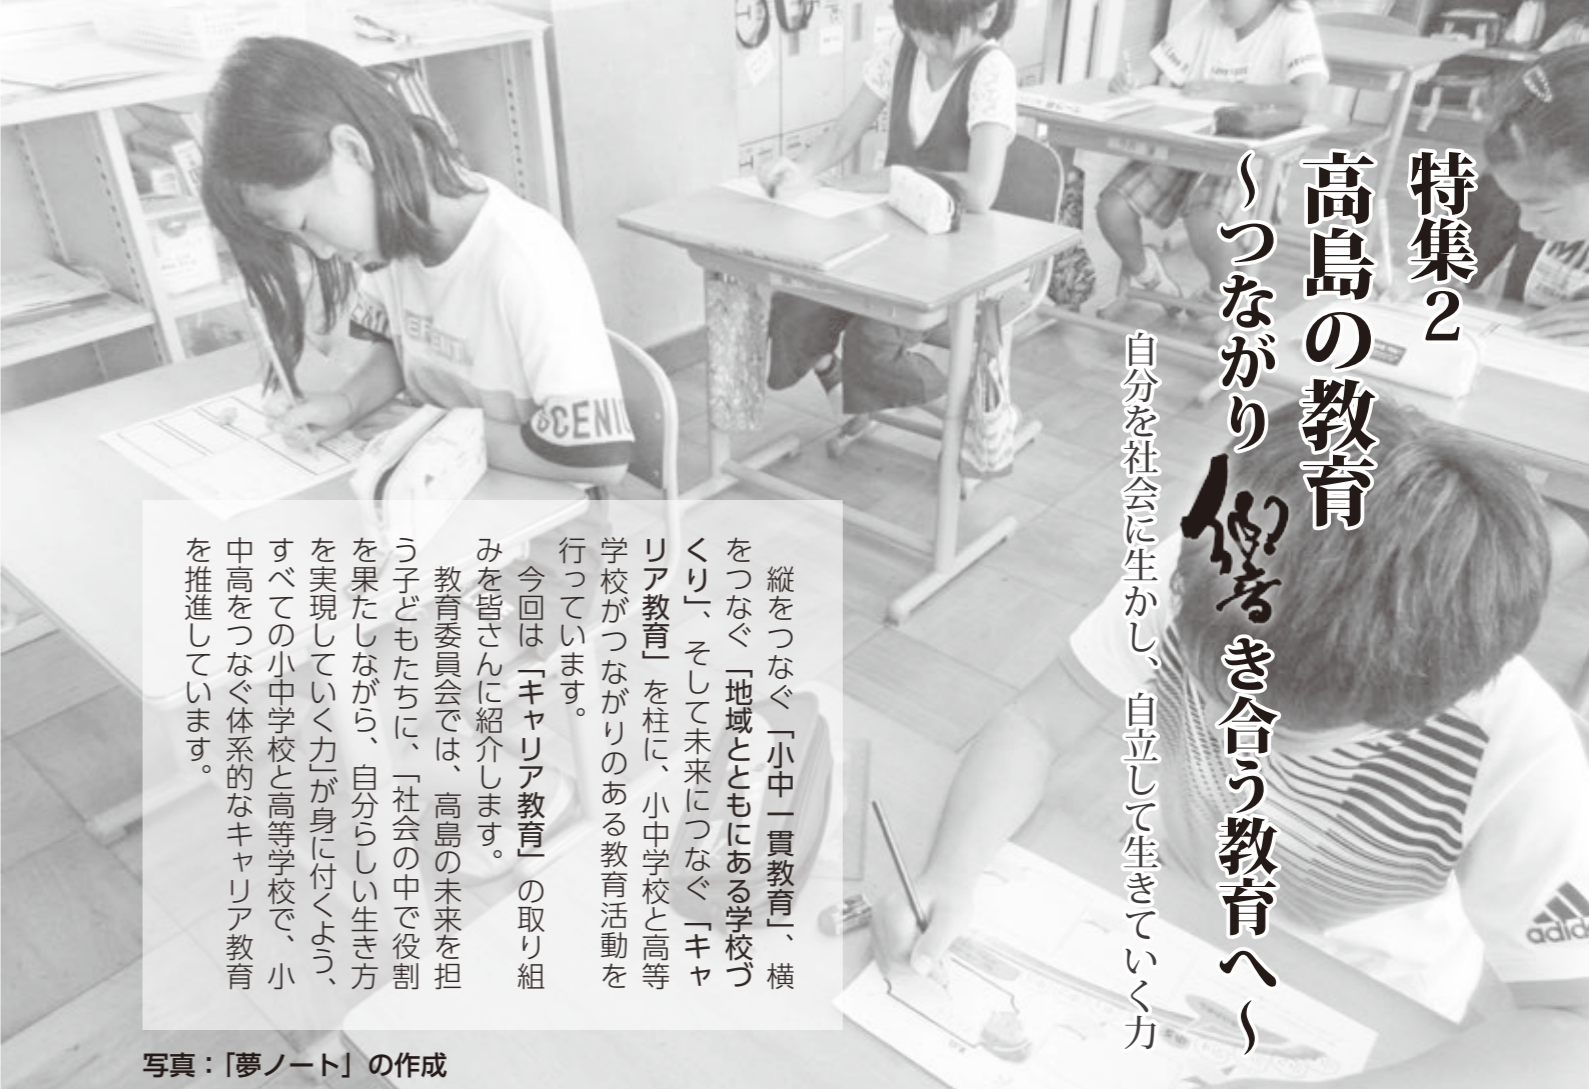 特集２
高島の教育
～つながり響き合う教育へ～
自分を社会に生かし、自立して生きていく力
縦をつなぐ「小中一貫教育」、横
をつなぐ「地域とともにある学校づ
くり」、そして未来につなぐ「キャ
リア教育」を柱に、小中学校と高等
学校がつながりのある教育活動を
行っています。
今回は「キャリア教育」の取り組
みを皆さんに紹介します。
教育委員会では、高島の未来を担
う子どもたちに、「社会の中で役割
を果たしながら、自分らしい生き方
を実現していく力」が身に付くよう、
すべての小中学校と高等学校で、小
中高をつなぐ体系的なキャリア教育
を推進しています。
写真：「夢ノート」の作成
SCENI
adid